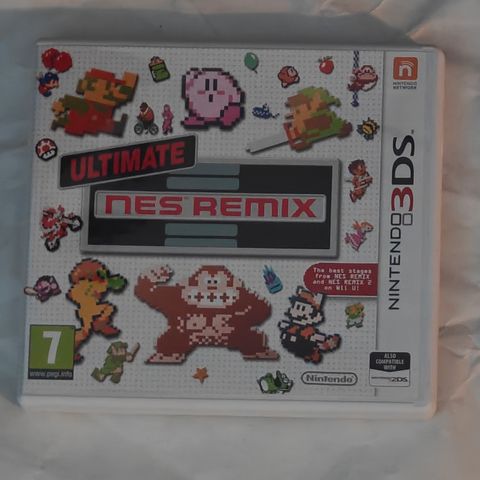 NINTENDO
NETWORK
NINTENDO 3DS
ULTIMATE
NES REMIX
The best stages
from NES REMIX
and NES REMIX 2
on Wii U!
7
www.pegi.info
Nintendo
ALSO
COMPATIBLE
WITH
NINTENDO 2DS